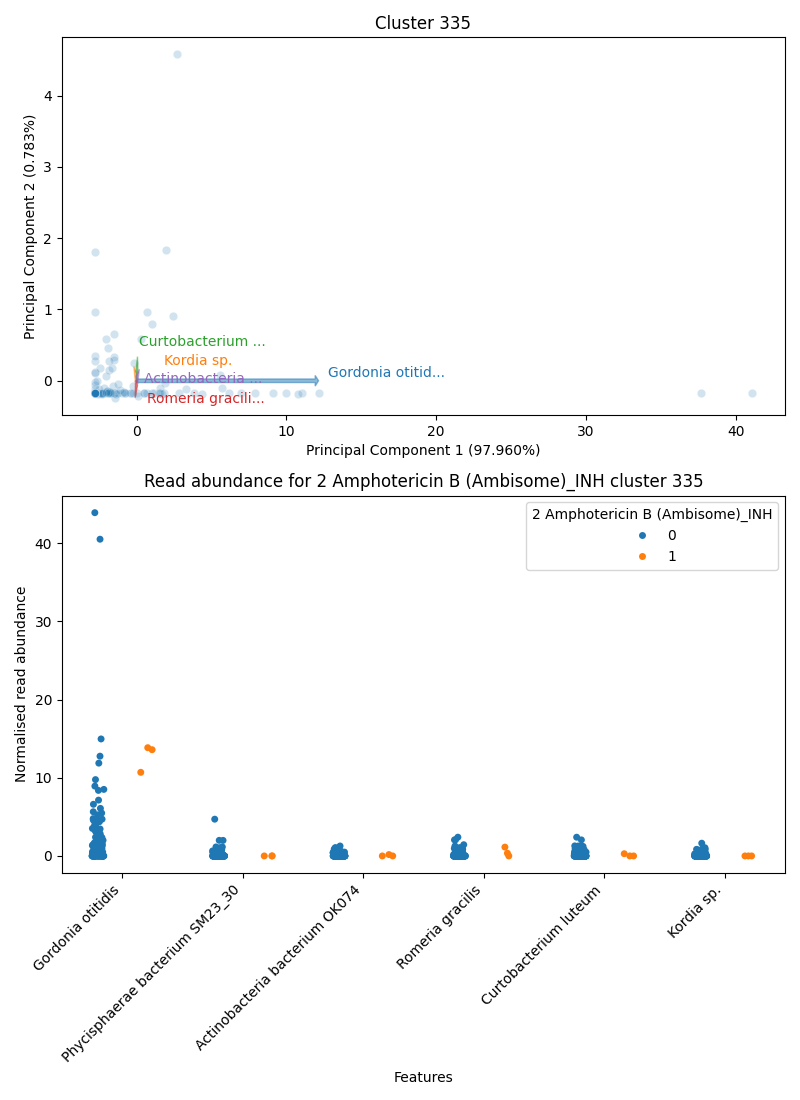 Cluster 335
Principal Component 2 (0.783%)
4
3
2
1
0
Curtobacterium ...
Kordia sp.
Gordonia otitid...
Actinobacteria ...
Romeria gracili...
0
10
20
30
40
Principal Component 1 (97.960%)
Read abundance for 2 Amphotericin B (Ambisome)_INH cluster 335
2 Amphotericin B (Ambisome)_INH
0
1
Normalised read abundance
40
30
20
10
0
Gordonia otitidis
Phycisphaerae bacterium SM23_30
Actinobacteria bacterium OK074
Romeria gracilis
Curtobacterium luteum
Kordia sp.
Features